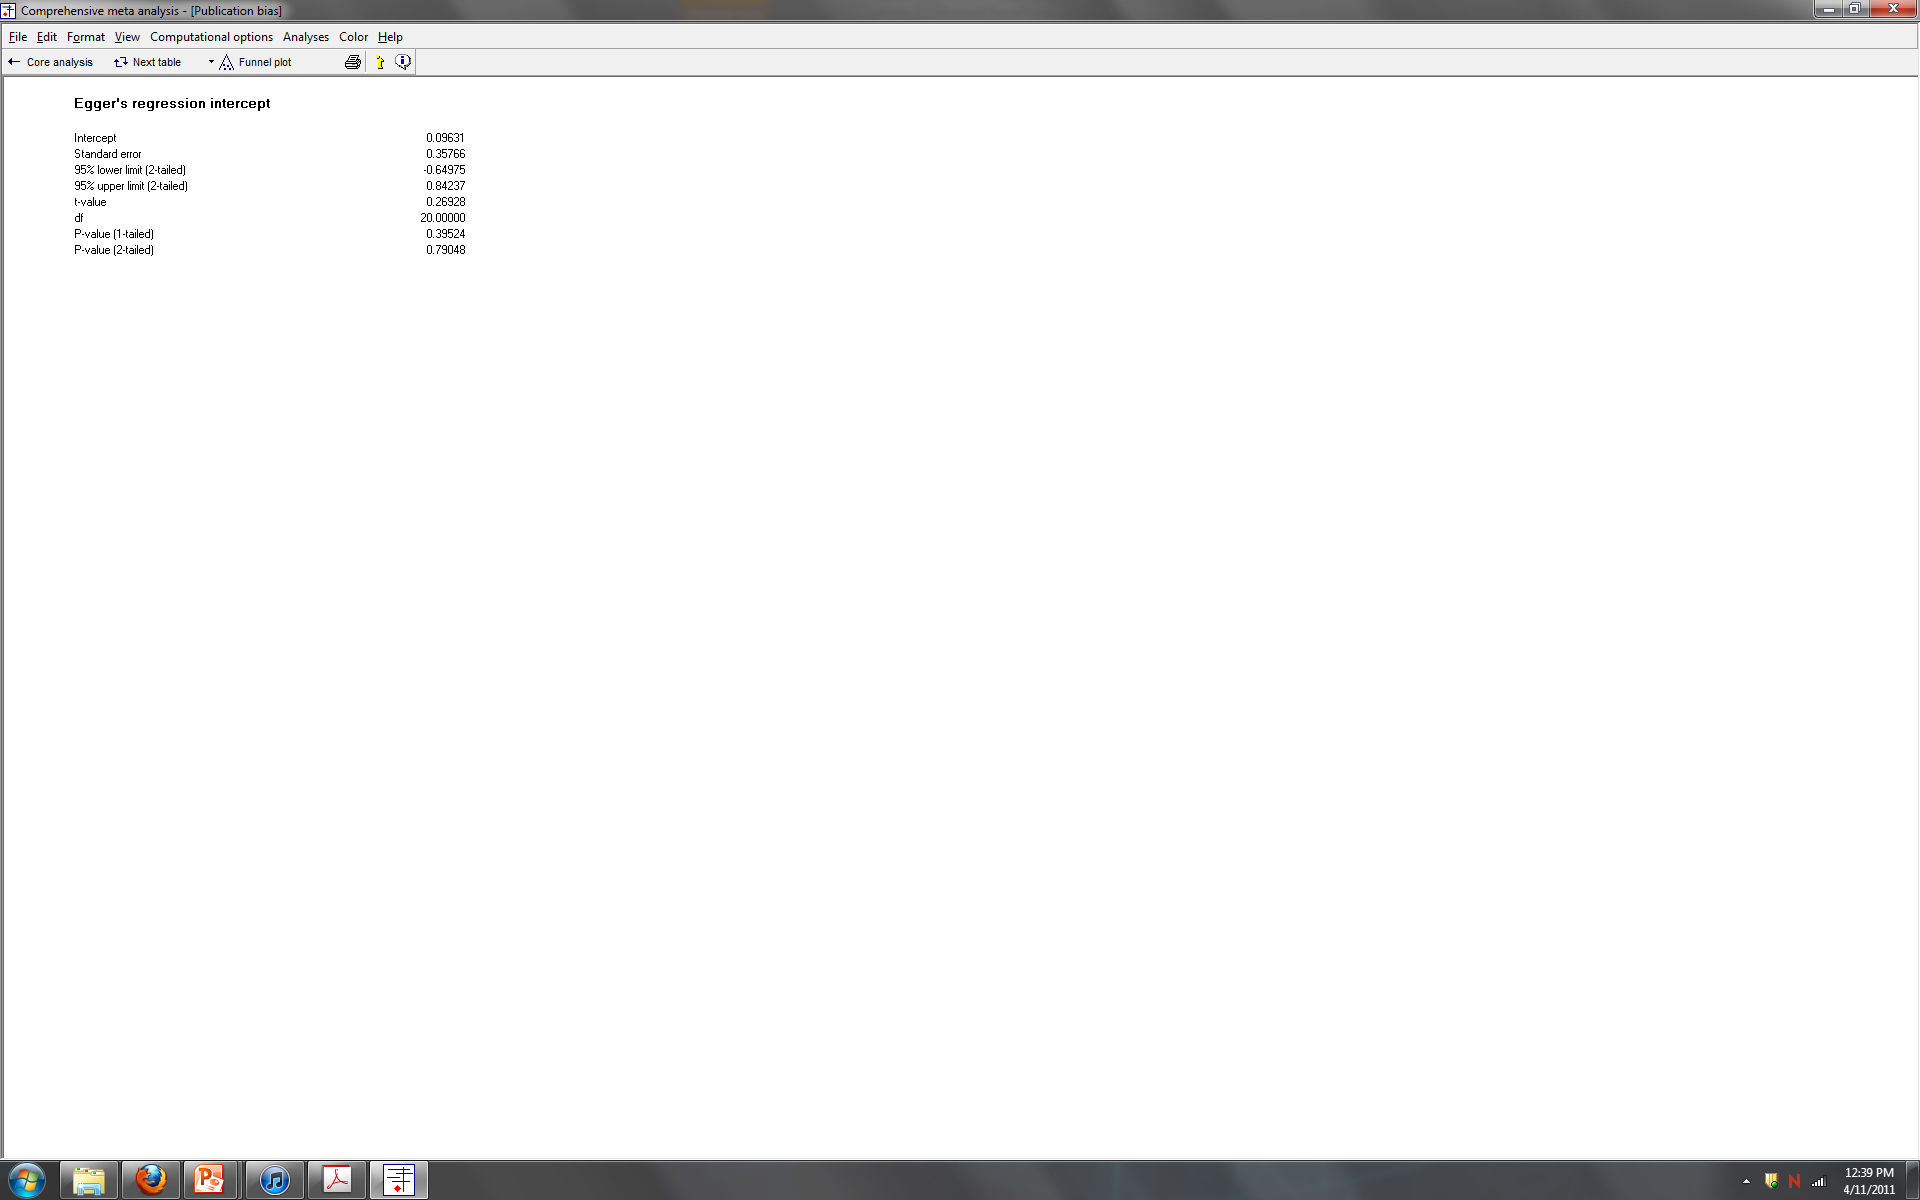 Comprehensive meta analysis - [Publication bias]
File Edit Format View Computational options Analyses Color Help
Core analysis Next table Funnel plot
Egger's regression intercept
Intercept 0.09631
Standard error 0.35766
95% lower limit (2-tailed) -0.64975
95% upper limit (2-tailed) 0.84237
t-value 0.26928
df 20.00000
P-value (1-tailed) 0.39524
P-value (2-tailed) 0.79048
12:39 PM
4/11/2011